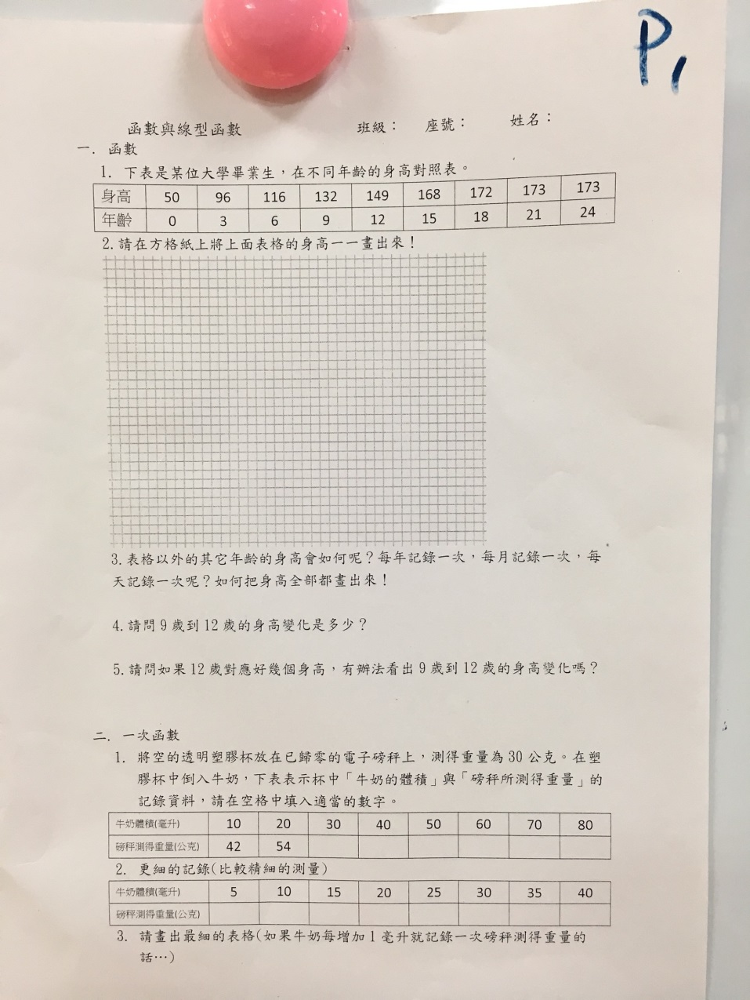 P1
函數與線型函數 班級： 座號： 姓名：
一. 函數
1. 下表是某位大學畢業生，在不同年齡的身高對照表。
身高 50 96 116 132 149 168 172 173 173
年齡 0 3 6 9 12 15 18 21 24
2.請在方格紙上將上面表格的身高一一畫出來！
3.表格以外的其它年齡的身高會如何呢？每年記錄一次，每月記錄一次，每
天記錄一次呢？如何把身高全部都畫出來！
4.請問9歲到12歲的身高變化是多少？
5.請問如果12歲對應好幾個身高，有辦法看出9歲到12歲的身高變化嗎？
二. 一次函數
1. 將空的透明塑膠杯放在已歸零的電子磅秤上，測得重量為30公克。在塑
膠杯中倒入牛奶，下表表示杯中「牛奶的體積」與「磅秤所測得重量」的
記錄資料，請在空格中填入適當的數字。
牛奶體積(毫升) 10 20 30 40 50 60 70 80
磅秤測得重量(公克) 42 54
2. 更細的記錄(比較精細的測量)
牛奶體積(毫升) 5 10 15 20 25 30 35 40
磅秤測得重量(公克)
3. 請畫出最細的表格(如果牛奶每增加1毫升就記錄一次磅秤測得重量的
話…)